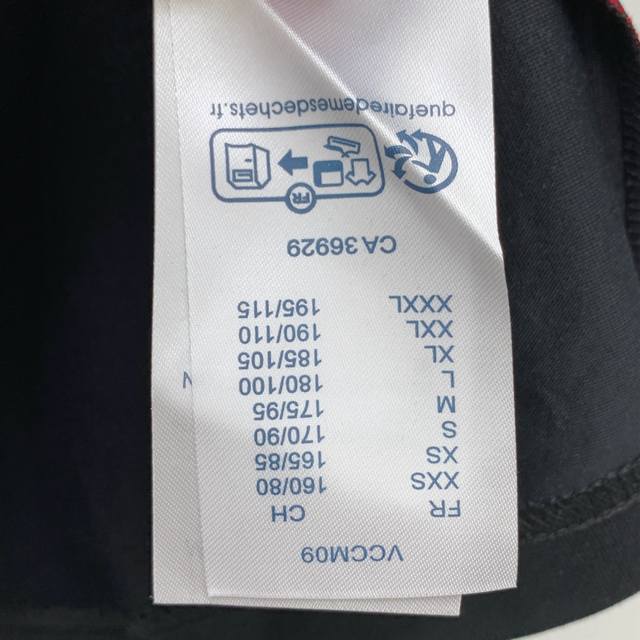 VCCM09
FR CH
XXS 160/80
XS 165/85
S 170/90
M 175/95
L 180/100
XL 185/105
XXL 190/110
XXXL 195/115
CA 36929
FR
quefairedemesdechets.fr